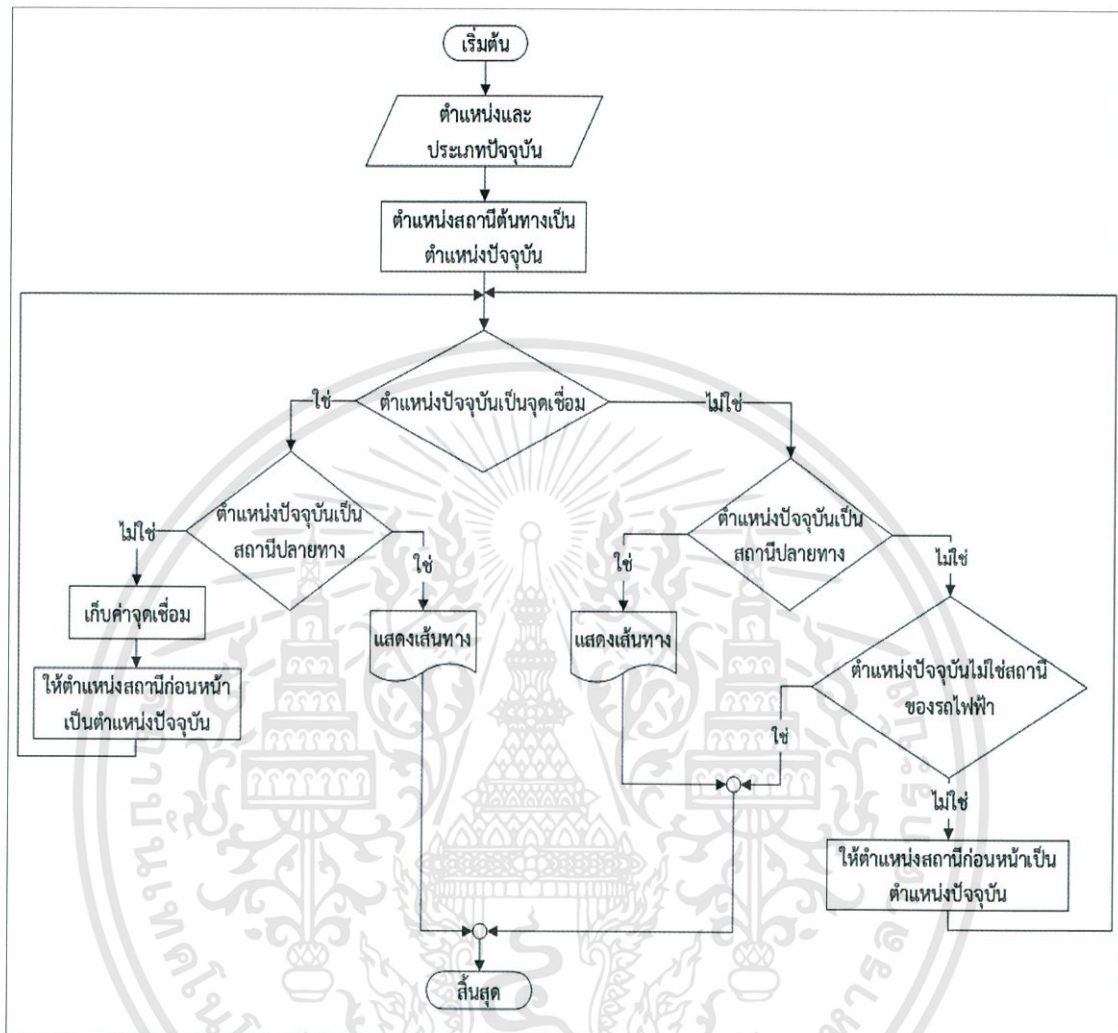 เริ่มต้น
ตำแหน่งและ
ประเภทปัจจุบัน
ตำแหน่งสถานีต้นทางเป็น
ตำแหน่งปัจจุบัน
ตำแหน่งปัจจุบันเป็นจุดเชื่อม
ใช่
ไม่ใช่
ตำแหน่งปัจจุบันเป็น
สถานีปลายทาง
ไม่ใช่
ใช่
เก็บค่าจุดเชื่อม
ให้ตำแหน่งสถานีก่อนหน้า
เป็นตำแหน่งปัจจุบัน
แสดงเส้นทาง
ตำแหน่งปัจจุบันเป็น
สถานีปลายทาง
ใช่
ไม่ใช่
แสดงเส้นทาง
ตำแหน่งปัจจุบันไม่ใช่สถานี
ของรถไฟฟ้า
ใช่
ไม่ใช่
ให้ตำแหน่งสถานีก่อนหน้าเป็น
ตำแหน่งปัจจุบัน
สิ้นสุด